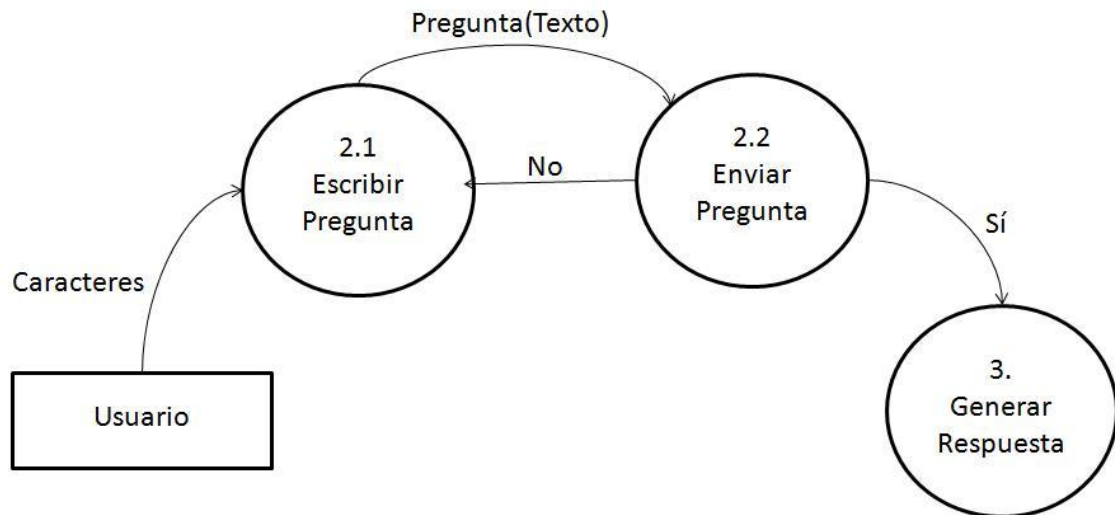 Pregunta(Texto)
2.1
Escribir
Pregunta
2.2
Enviar
Pregunta
No
Sí
Caracteres
Usuario
3.
Generar
Respuesta